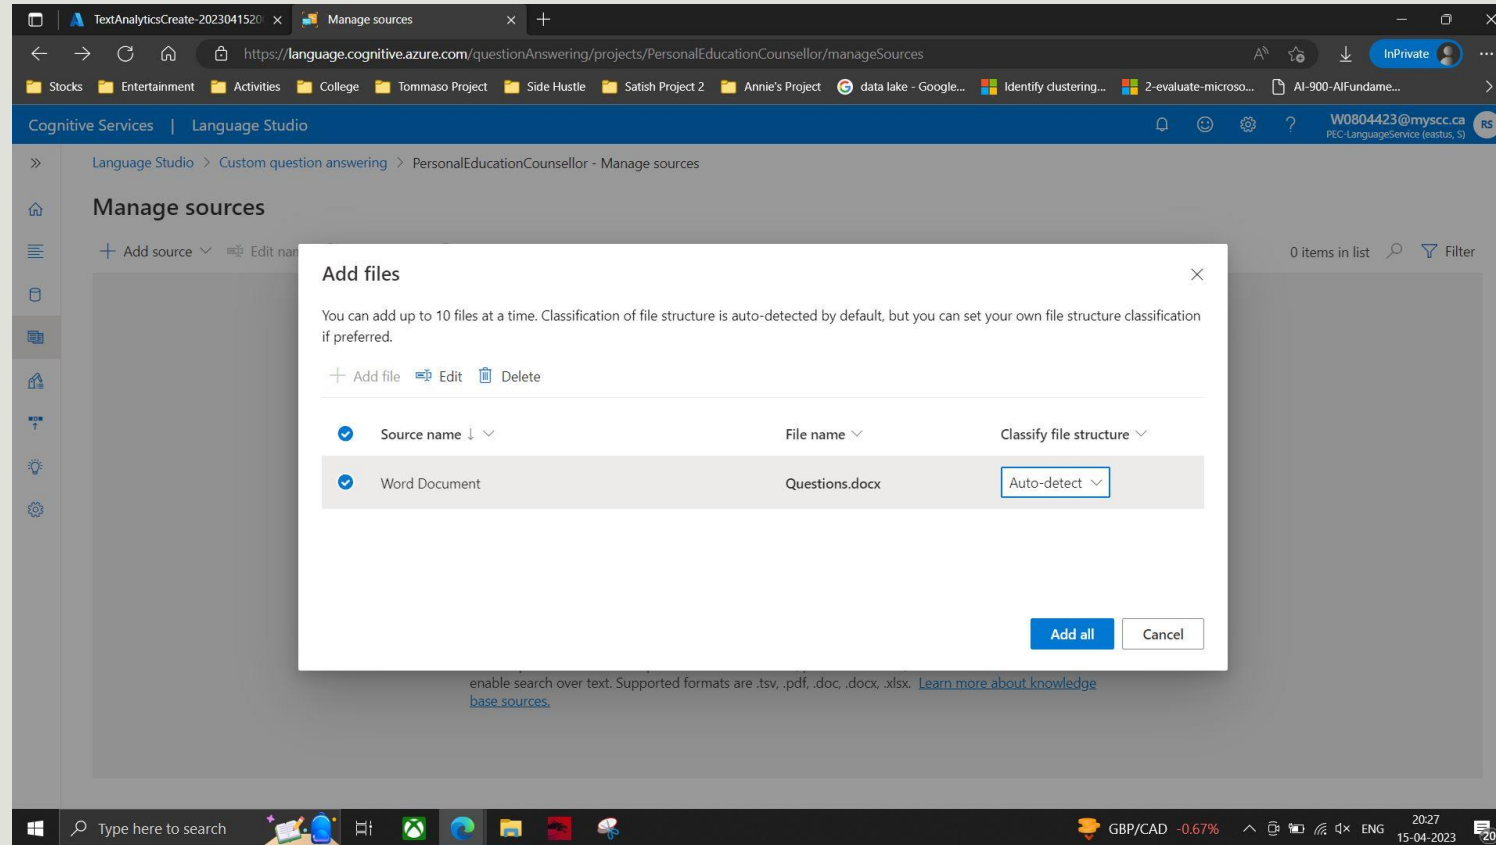 TextAnalyticsCreate-2023041520
Manage sources
https://language.cognitive.azure.com/questionAnswering/projects/PersonalEducationCounsellor/manageSources
InPrivate
Stocks
Entertainment
Activities
College
Tommaso Project
Side Hustle
Satish Project 2
Annie's Project
data lake - Google...
Identify clustering...
2-evaluate-microso...
AI-900-AIFundame...
Cognitive Services | Language Studio
W0804423@myscc.ca
PEC-LanguageService (eastus, S)
RS
Language Studio > Custom question answering > PersonalEducationCounsellor - Manage sources
Manage sources
+ Add source
Edit nam
0 items in list
Filter
Add files
You can add up to 10 files at a time. Classification of file structure is auto-detected by default, but you can set your own file structure classification
if preferred.
+ Add file Edit Delete
Source name ↓ File name Classify file structure
Word Document Questions.docx Auto-detect
Add all Cancel
enable search over text. Supported formats are .tsv, .pdf, .doc, .docx, .xlsx. Learn more about knowledge
base sources.
Type here to search
GBP/CAD -0.67%
ENG
20:27
15-04-2023
20